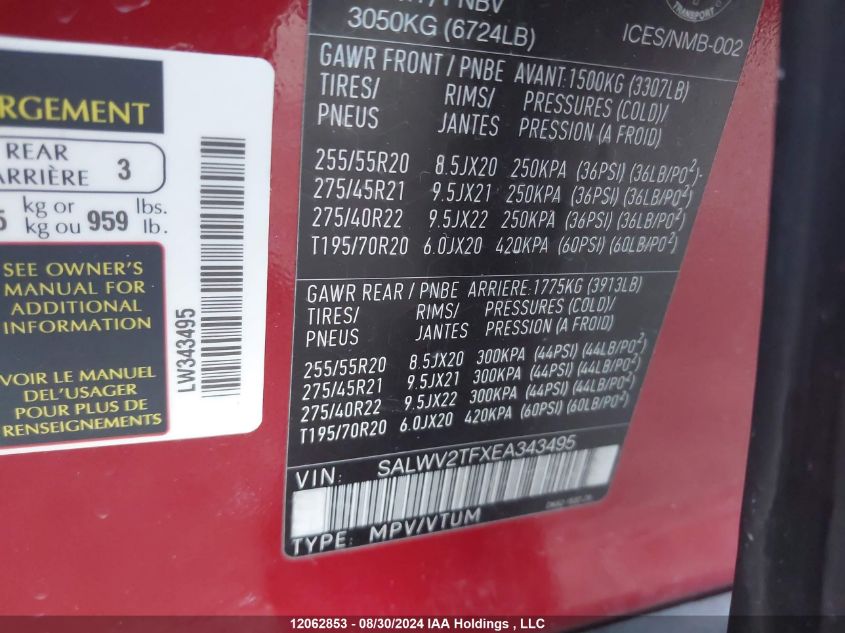 RGEMENT
REAR
ARRIÈRE 3
5 kg or 959 lbs.
kg ou lb.
SEE OWNER'S
MANUAL FOR
ADDITIONAL
INFORMATION
VOIR LE MANUEL
DEL'USAGER
POUR PLUS DE
RENSEIGNEMENTS
LW343495
NBV
3050KG (6724LB)
TRANSPORT
ICES/NMB-002
GAWR FRONT / PNBE AVANT:1500KG (3307LB)
TIRES/ RIMS/ PRESSURES (COLD)/
PNEUS JANTES PRESSION (A FROID)
255/55R20 8.5JX20 250KPA (36PSI) (36LB/PO²)
275/45R21 9.5JX21 250KPA (36PSI) (36LB/PO²)
275/40R22 9.5JX22 250KPA (36PSI) (36LB/PO²)
T195/70R20 6.0JX20 420KPA (60PSI) (60LB/PO²)
GAWR REAR / PNBE ARRIERE:1775KG (3913LB)
TIRES/ RIMS/ PRESSURES (COLD)/
PNEUS JANTES PRESSION (A FROID)
255/55R20 8.5JX20 300KPA (44PSI) (44LB/PO²)
275/45R21 9.5JX21 300KPA (44PSI) (44LB/PO²)
275/40R22 9.5JX22 300KPA (44PSI) (44LB/PO²)
T195/70R20 6.0JX20 420KPA (60PSI) (60LB/PO²)
VIN: SALWV2TFXEA343495
TYPE: MPV/VTUM
12062853 - 08/30/2024 IAA Holdings , LLC